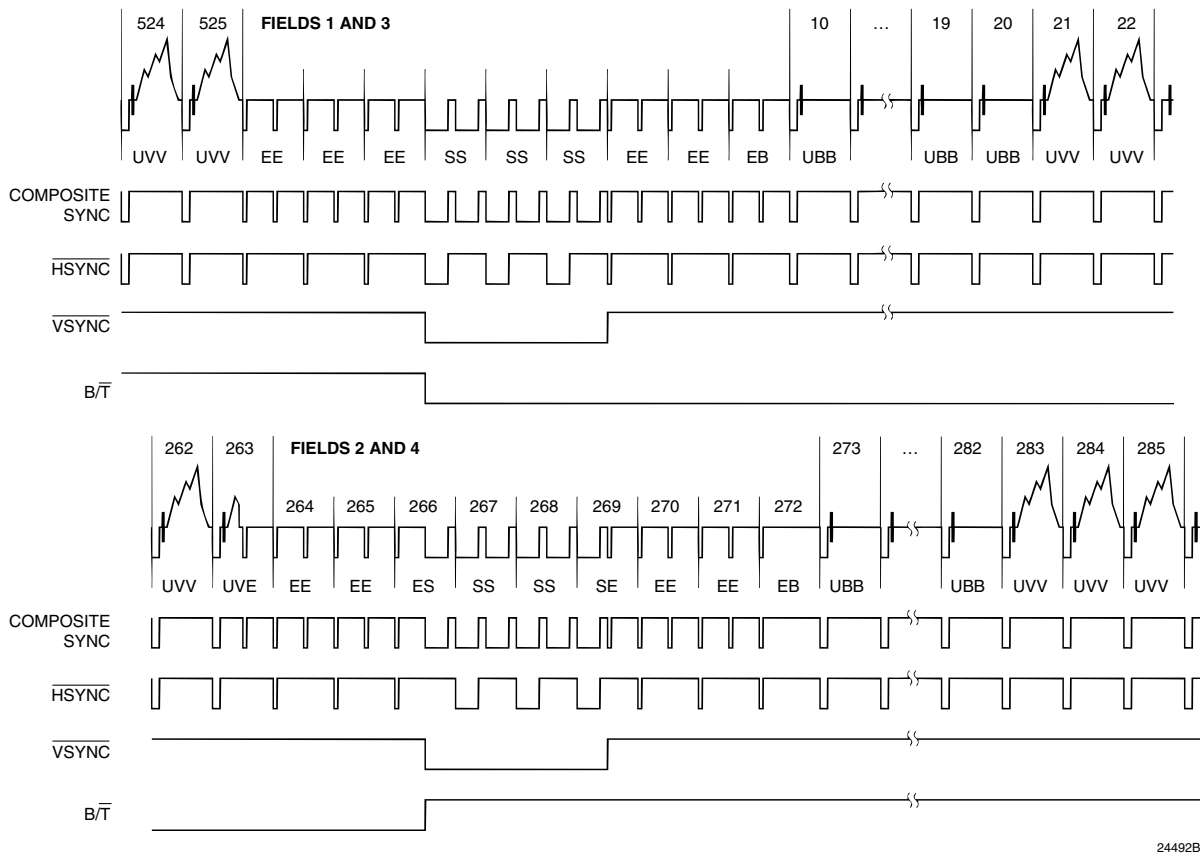 524 525 FIELDS 1 AND 3 10 ... 19 20 21 22
UVV UVV EE EE EE SS SS SS EE EE EB UBB UBB UBB UVV UVV
COMPOSITE
SYNC
HSYNC
VSYNC
B/T
262 263 FIELDS 2 AND 4 273 ... 282 283 284 285
264 265 266 267 268 269 270 271 272
UVV UVE EE EE ES SS SS SE EE EE EB UBB UBB UVV UVV UVV
COMPOSITE
SYNC
HSYNC
VSYNC
B/T
24492B